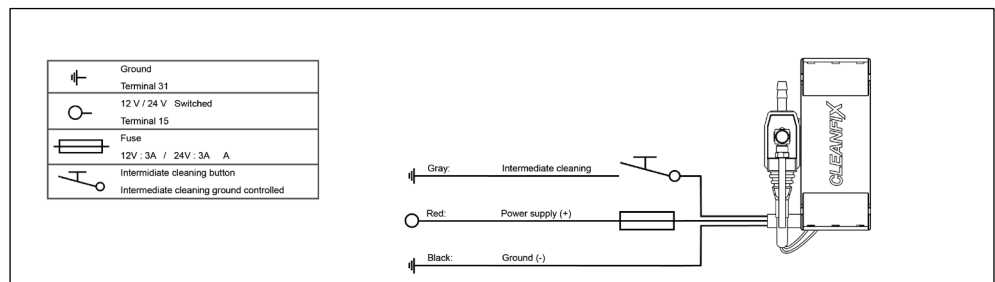 Ground
Terminal 31
12 V / 24 V Switched
Terminal 15
Fuse
12V : 3A / 24V : 3A A
Intirmidiate cleaning button
Intermediate cleaning ground controlled
Gray: Intermediate cleaning
Red: Power supply (+)
Black: Ground (-)
CLEANFIX